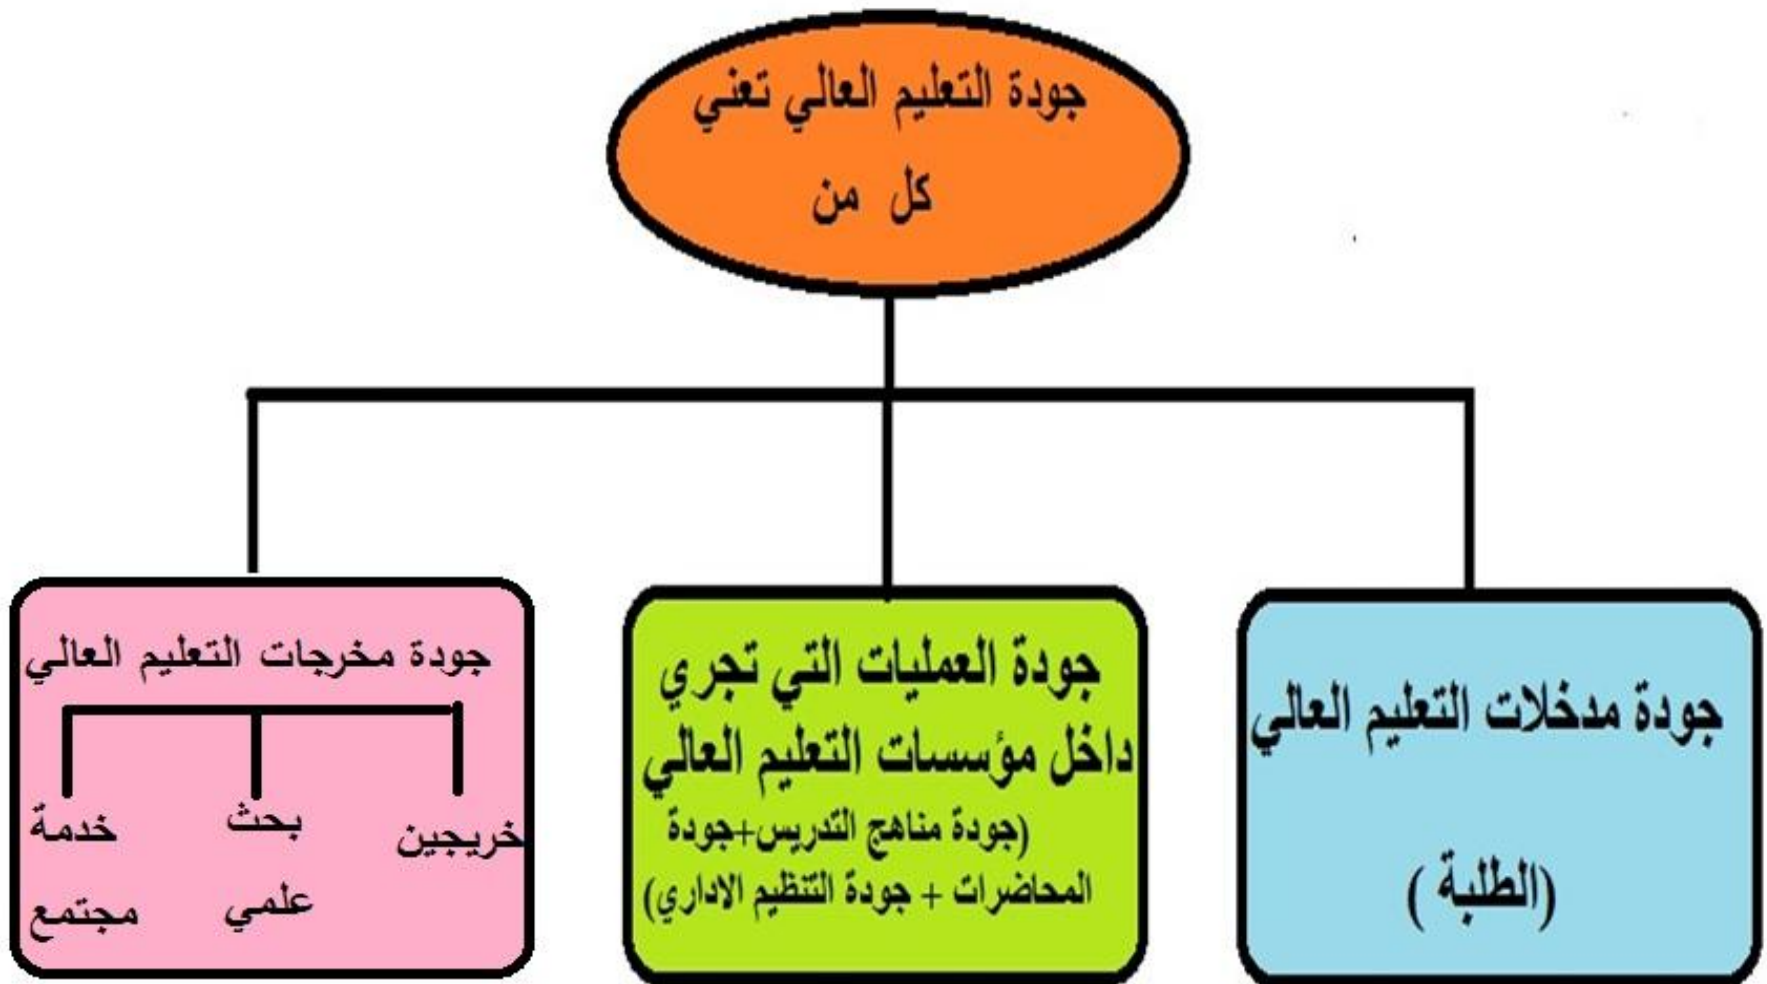 جودة التعليم العالي تعني
كل من
جودة مدخلات التعليم العالي
(الطلبة )
جودة العمليات التي تجري
داخل مؤسسات التعليم العالي
(جودة مناهج التدريس+جودة
المحاضرات + جودة التنظيم الاداري)
جودة مخرجات التعليم العالي
خريجين
بحث
علمي
خدمة
مجتمع